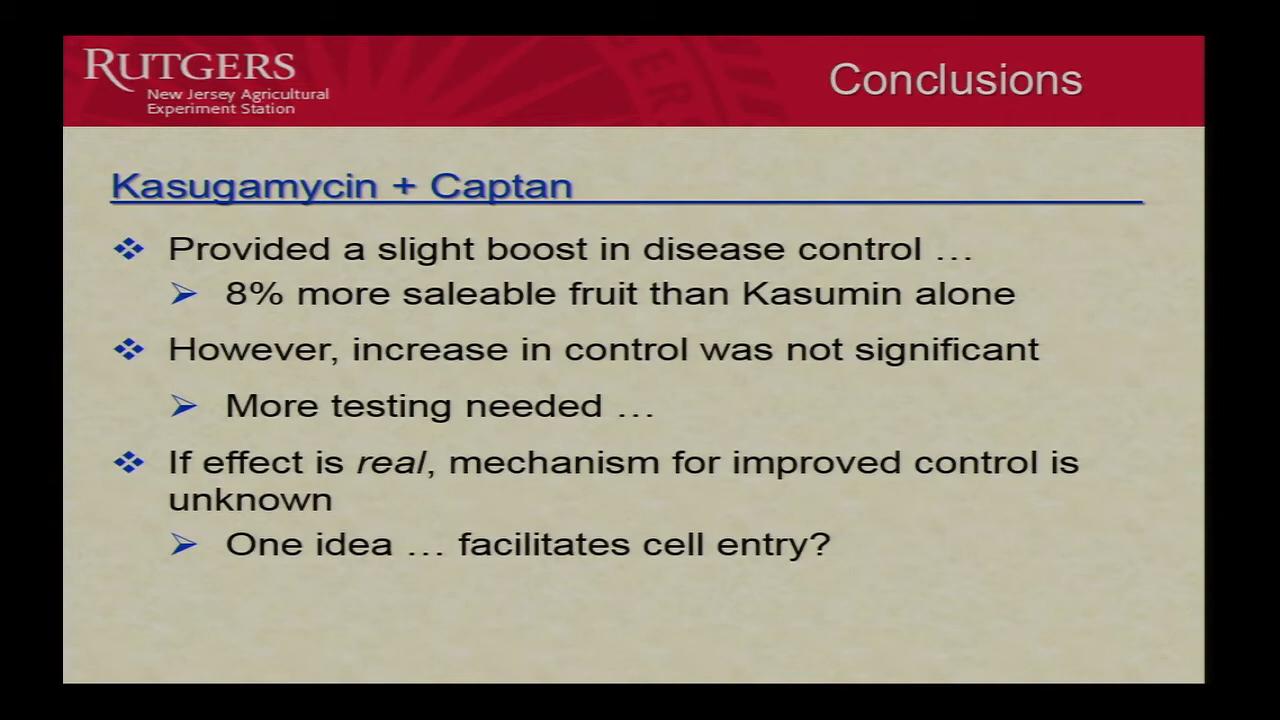 RUTGERS
New Jersey Agricultural
Experiment Station
Conclusions
Kasugamycin + Captan
Provided a slight boost in disease control …
8% more saleable fruit than Kasumin alone
However, increase in control was not significant
More testing needed …
If effect is real, mechanism for improved control is
unknown
One idea … facilitates cell entry?